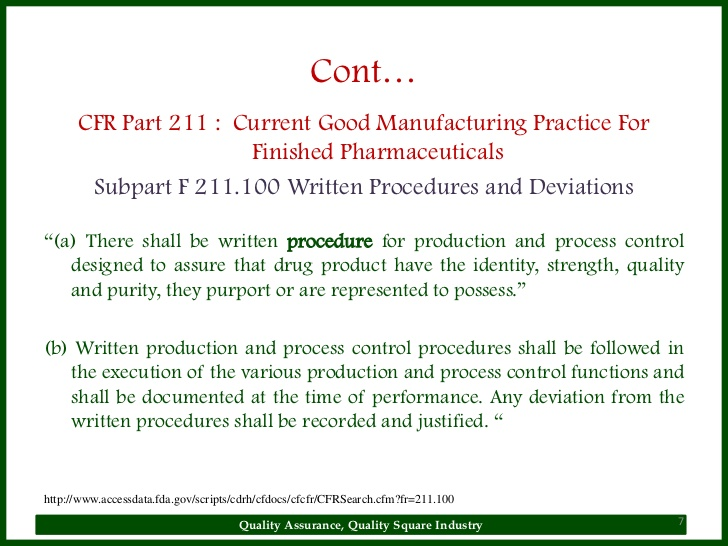 Cont…
CFR Part 211 : Current Good Manufacturing Practice For
Finished Pharmaceuticals
Subpart F 211.100 Written Procedures and Deviations
“(a) There shall be written procedure for production and process control
designed to assure that drug product have the identity, strength, quality
and purity, they purport or are represented to possess.”
(b) Written production and process control procedures shall be followed in
the execution of the various production and process control functions and
shall be documented at the time of performance. Any deviation from the
written procedures shall be recorded and justified. “
http://www.accessdata.fda.gov/scripts/cdrh/cfdocs/cfcfr/CFRSearch.cfm?fr=211.100
Quality Assurance, Quality Square Industry
7